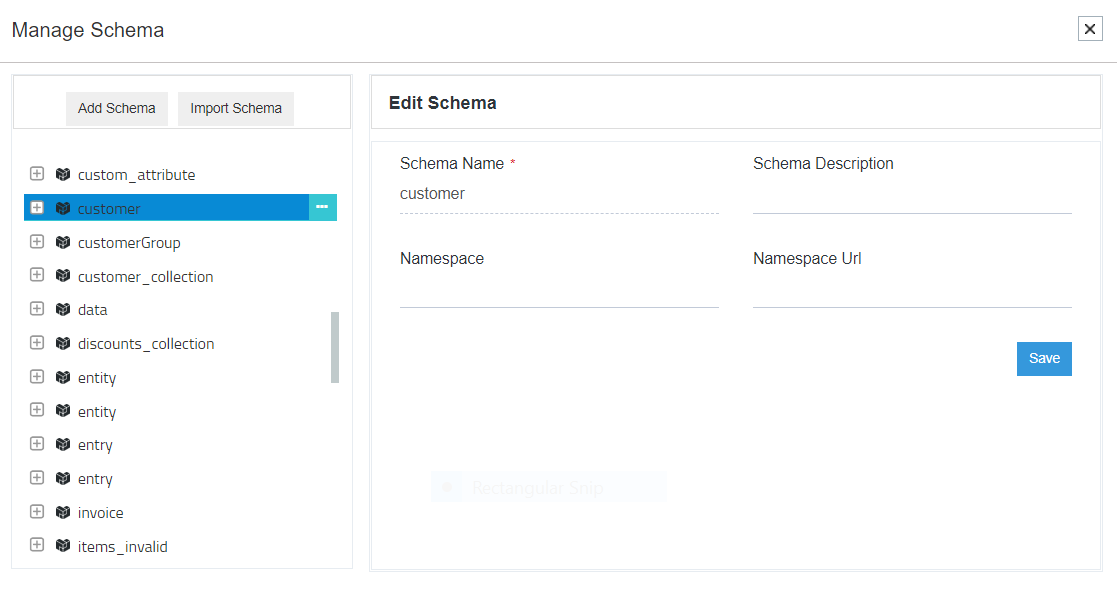 Manage Schema
Add Schema Import Schema
custom_attribute
customer
customerGroup
customer_collection
data
discounts_collection
entity
entity
entry
entry
invoice
items_invalid
Edit Schema
Schema Name * Schema Description
customer
Namespace Namespace Url
Save
Rectangular Snip